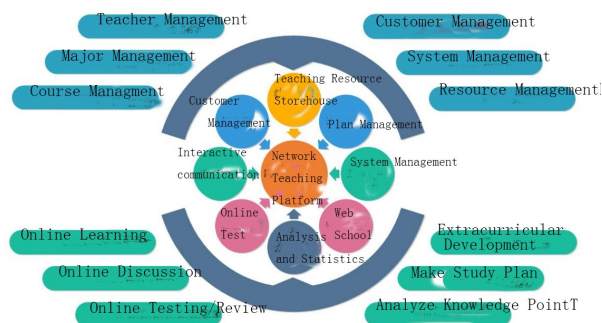 Teacher Management
Major Management
Course Managment
Customer Management
System Management
Resource Management
Teaching Resource
Storehouse
Customer
Management
Plan Management
Interactive
communication
Network
Teaching
Platform
System Management
Online
Test
Analysis
and Statistics
Web
School
Online Learning
Online Discussion
Online Testing/Review
Extracurricular
Development
Make Study Plan
Analyze Knowledge PointT